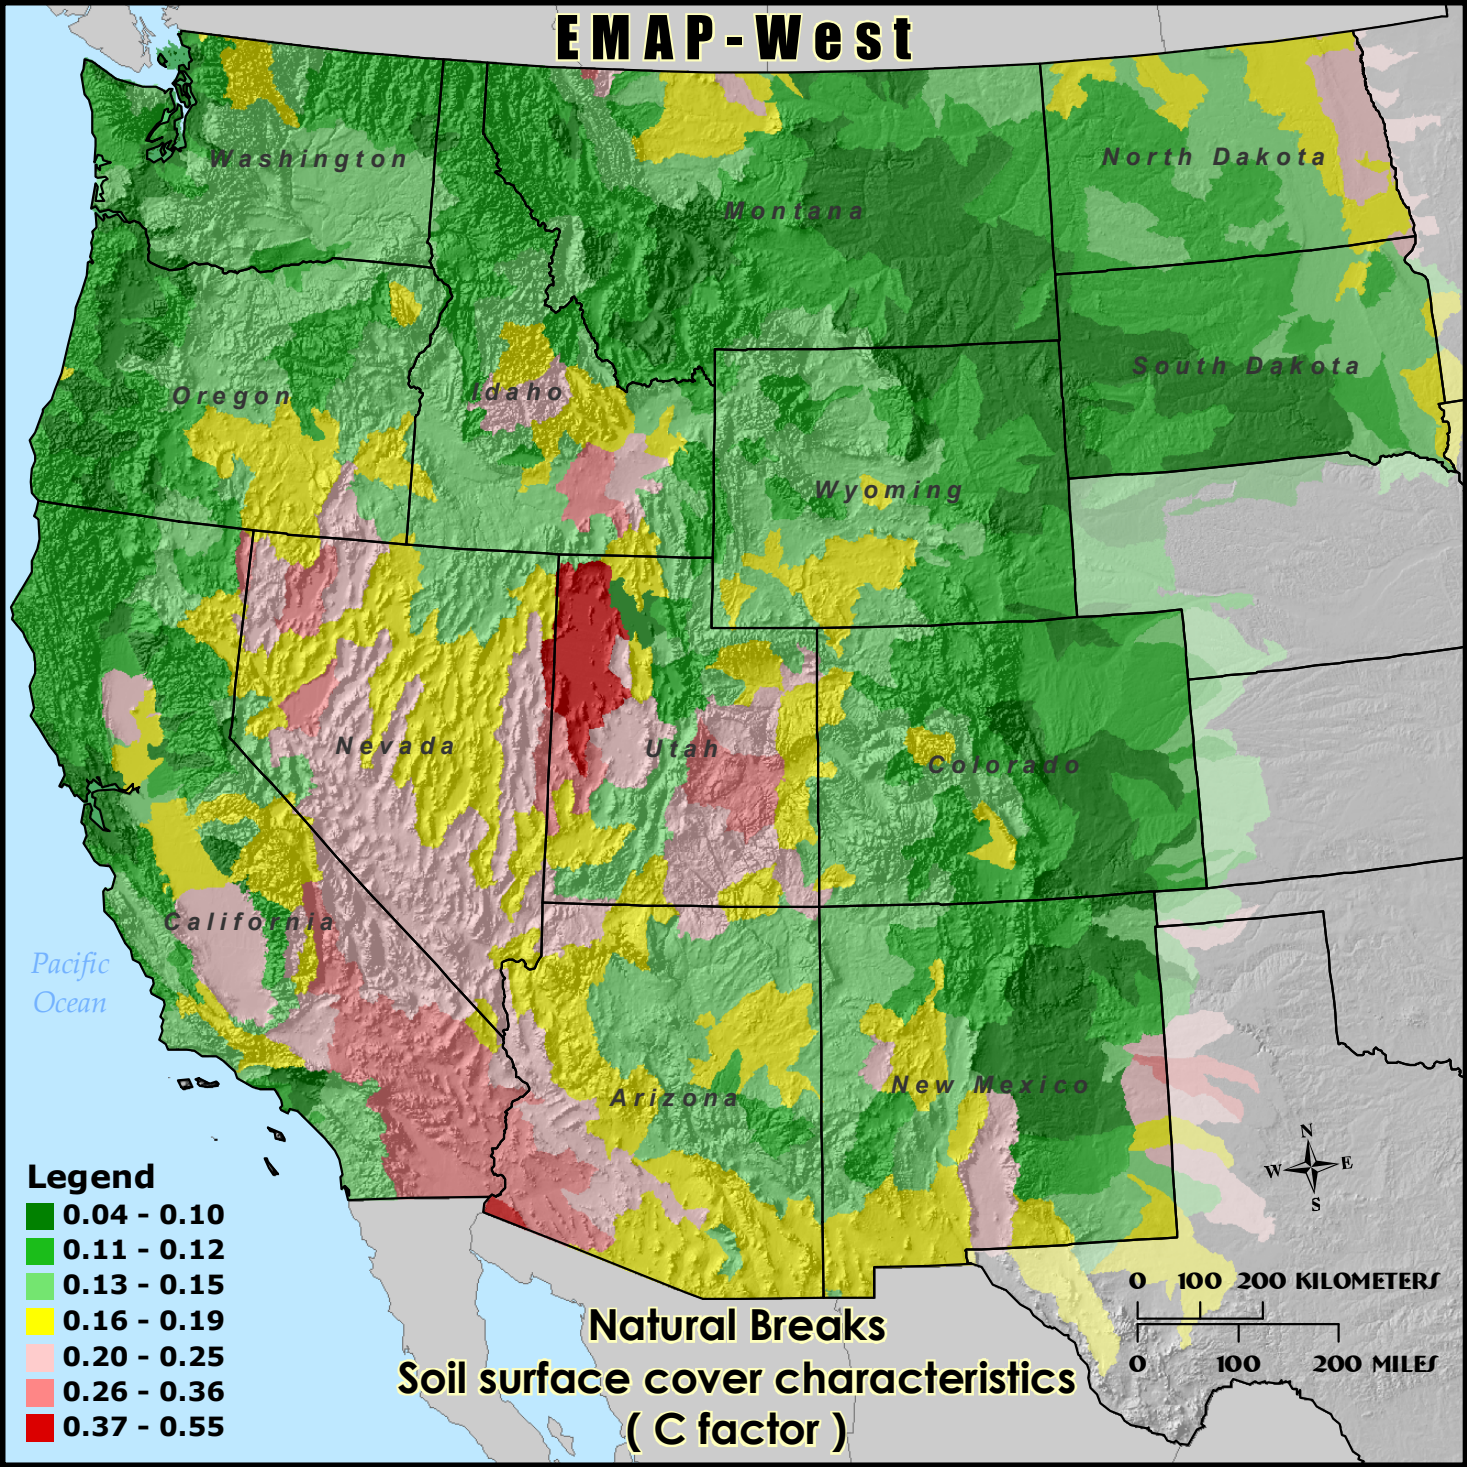 EMAP-West
Washington
North Dakota
Montana
South Dakota
Oregon
Idaho
Wyoming
Nevada
Utah
Colorado
California
Pacific
Ocean
Arizona
New Mexico
N
W E
S
Legend
0.04 - 0.10
0.11 - 0.12
0.13 - 0.15
0.16 - 0.19
0.20 - 0.25
0.26 - 0.36
0.37 - 0.55
0 100 200 KILOMETERS
0 100 200 MILES
Natural Breaks
Soil surface cover characteristics
( C factor )